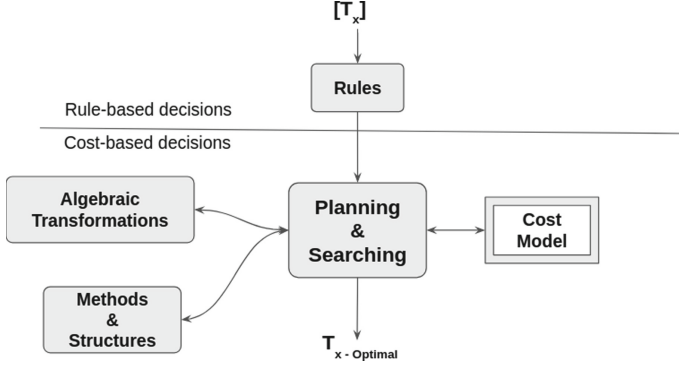 [Tx]
Rules
Rule-based decisions
Cost-based decisions
Algebraic
Transformations
Planning
&
Searching
Cost
Model
Methods
&
Structures
Tx - Optimal